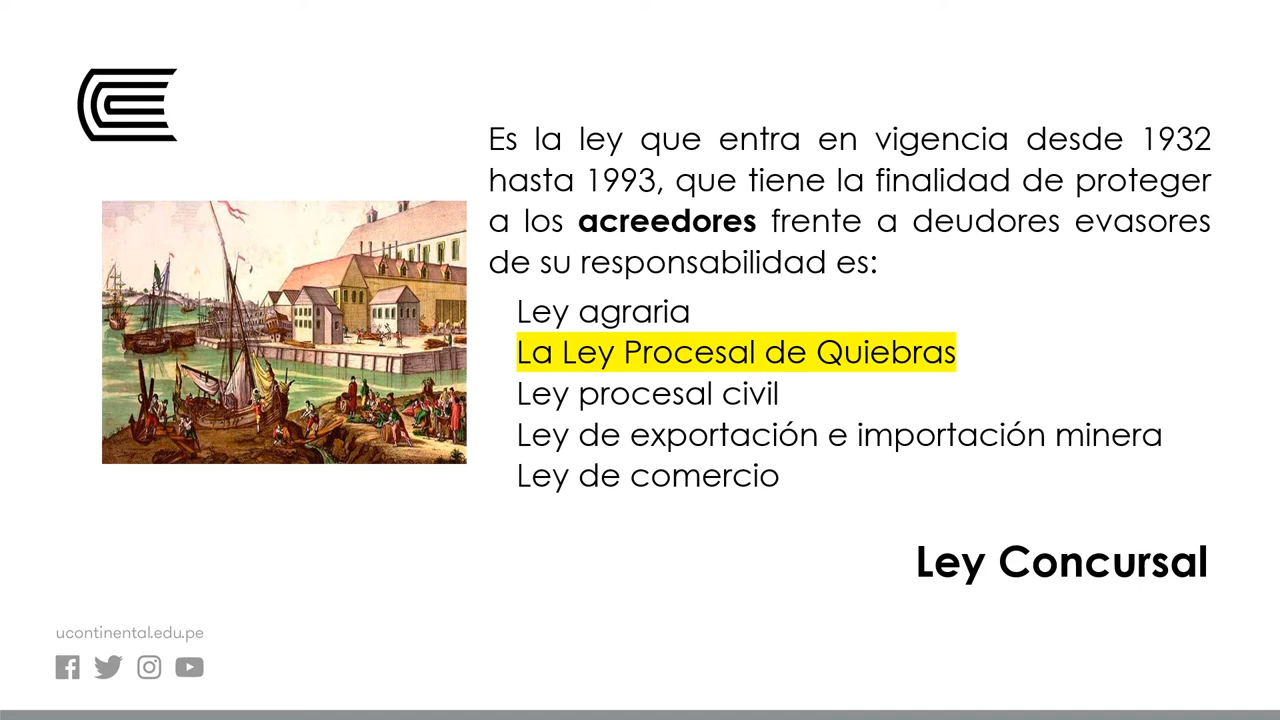 Es la ley que entra en vigencia desde 1932
hasta 1993, que tiene la finalidad de proteger
a los acreedores frente a deudores evasores
de su responsabilidad es:
Ley agraria
La Ley Procesal de Quiebras
Ley procesal civil
Ley de exportación e importación minera
Ley de comercio
Ley Concursal
ucontinental.edu.pe